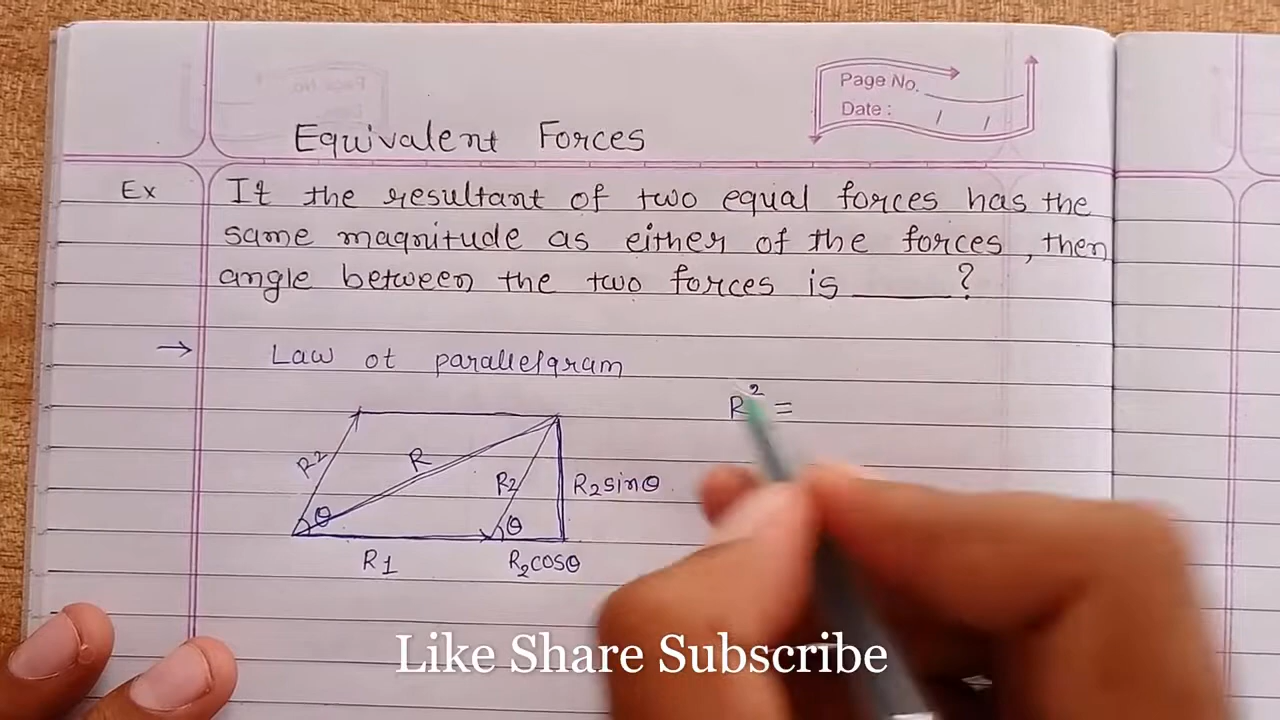 Page No.
Date : / /
Equivalent Forces
Ex If the resultant of two equal forces has the
same magnitude as either of the forces , then
angle between the two forces is ____ ?
→ Law of parallelgram
R² =
R2
R
R2
R2sinθ
θ
θ
R1
R2cosθ
Like Share Subscribe